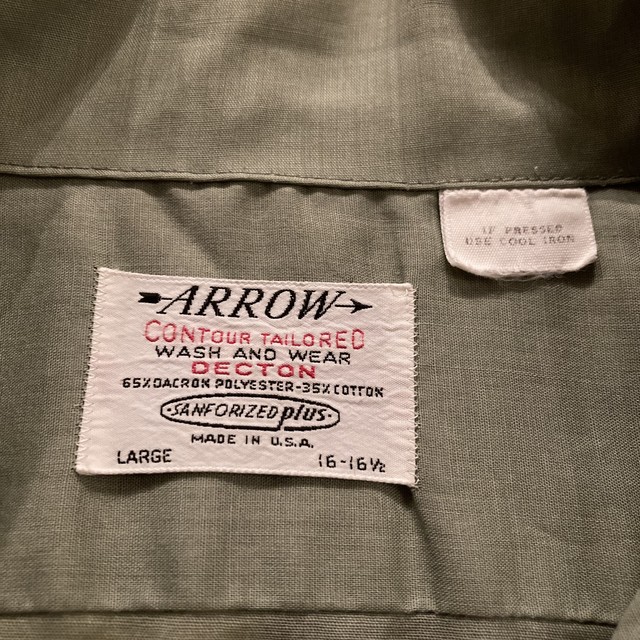 ARROW
CONTOUR TAILORED
WASH AND WEAR
DECTON
65% DACRON POLYESTER-35% COTTON
·SANFORIZED plus·
MADE IN U.S.A.
LARGE 16-16½
IF PRESSED
USE COOL IRON